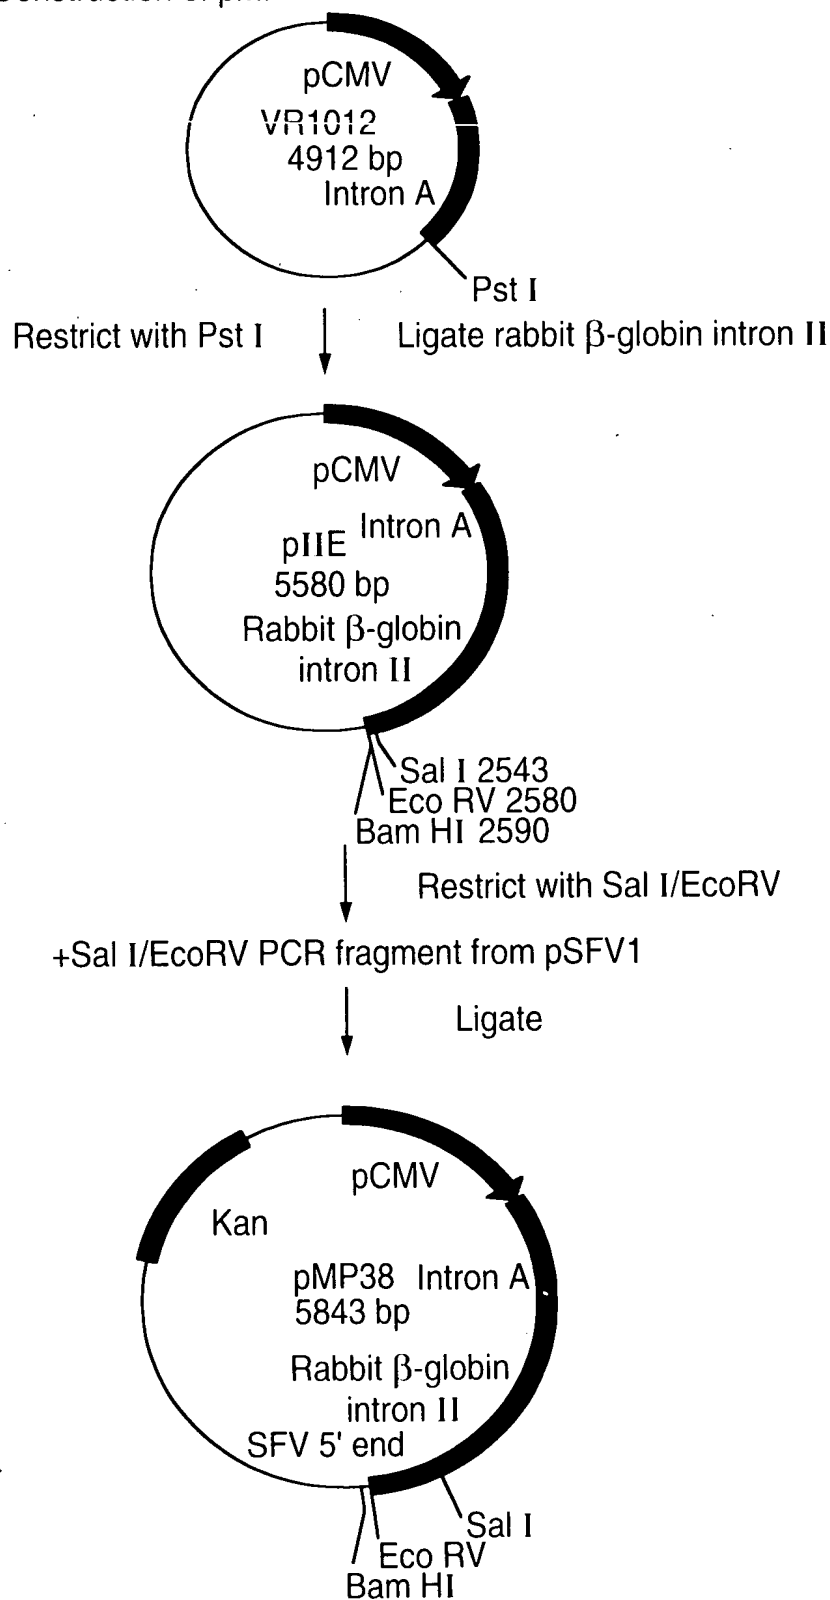 pCMV
VR1012
4912 bp
Intron A
Pst I
Restrict with Pst I
Ligate rabbit β-globin intron II
pCMV
Intron A
pIIE
5580 bp
Rabbit β-globin
intron II
Sal I 2543
Eco RV 2580
Bam HI 2590
Restrict with Sal I/EcoRV
+Sal I/EcoRV PCR fragment from pSFV1
Ligate
pCMV
Kan
pMP38 Intron A
5843 bp
Rabbit β-globin
intron II
SFV 5' end
Sal I
Eco RV
Bam HI